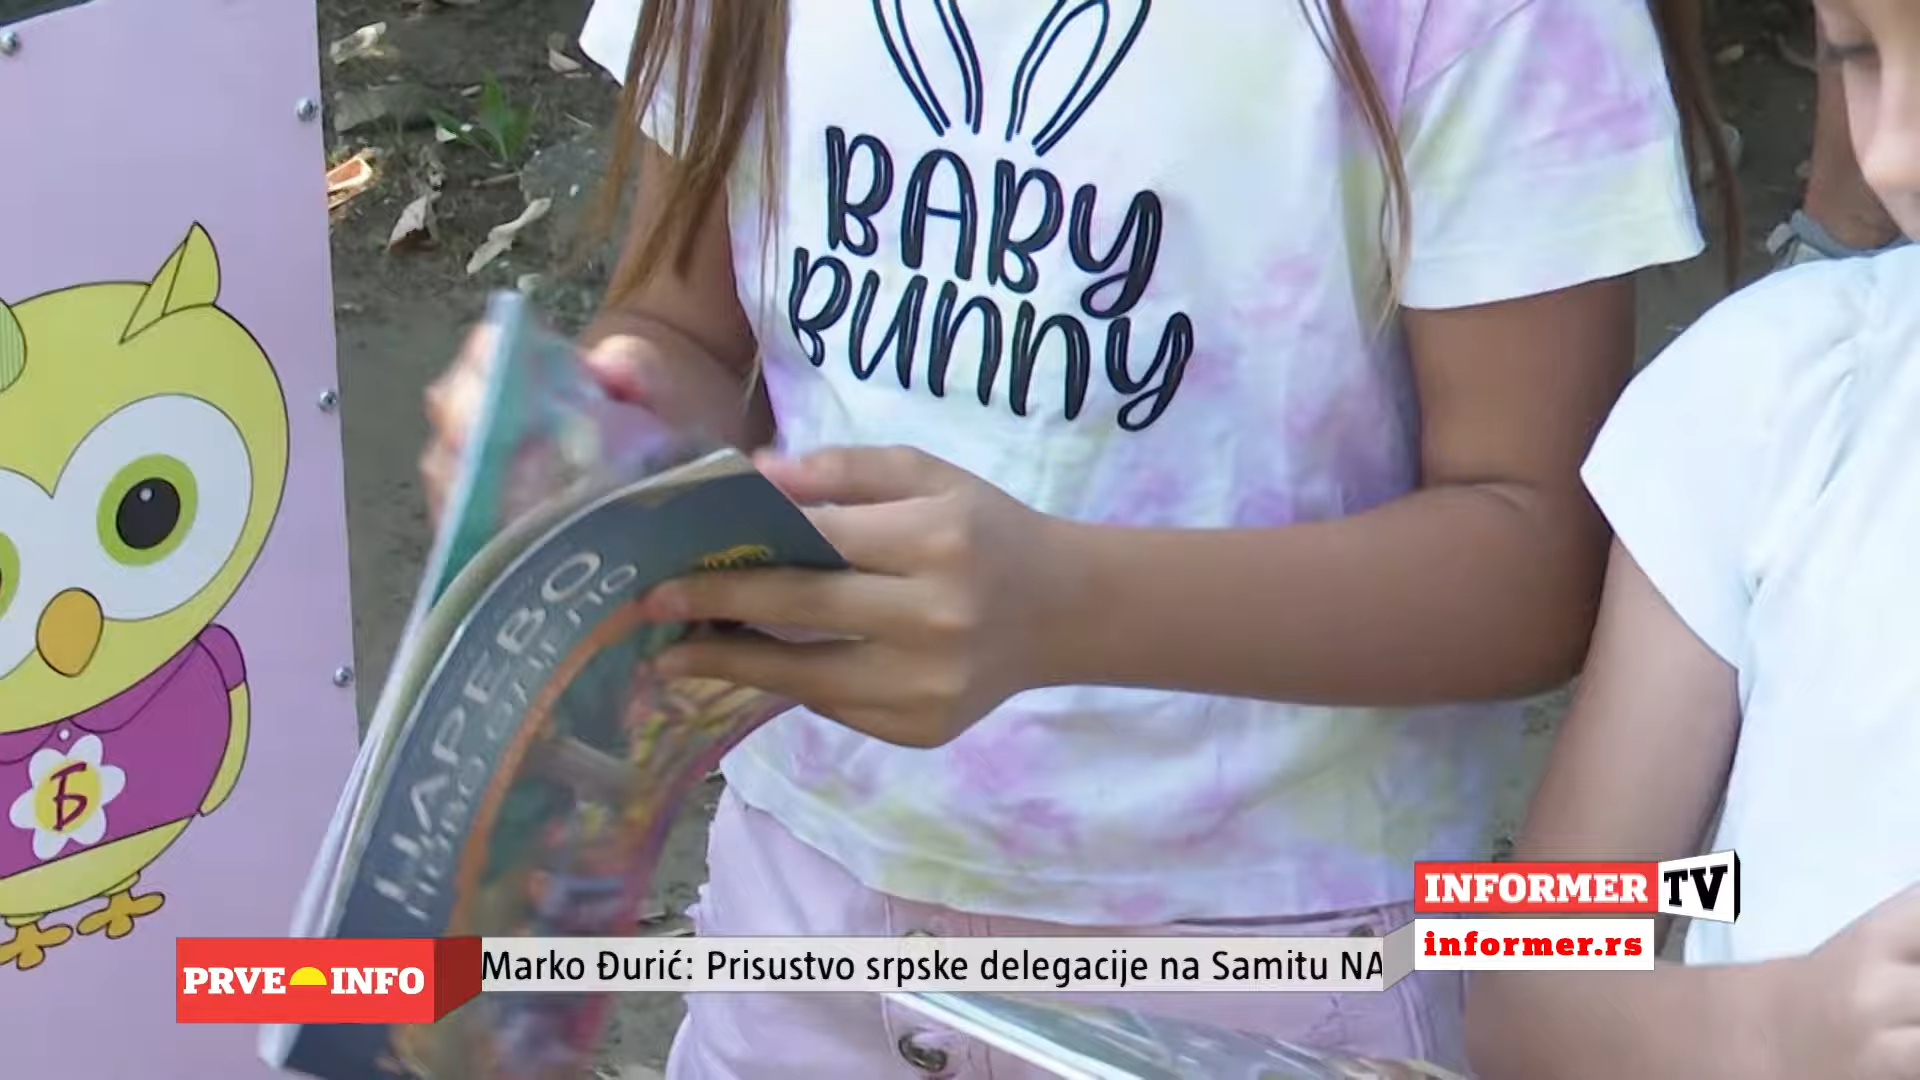 BABY
BUNNY
ЦАРЕВО
Б
INFORMER TV
informer.rs
PRVE INFO
Marko Đurić: Prisustvo srpske delegacije na Samitu NA